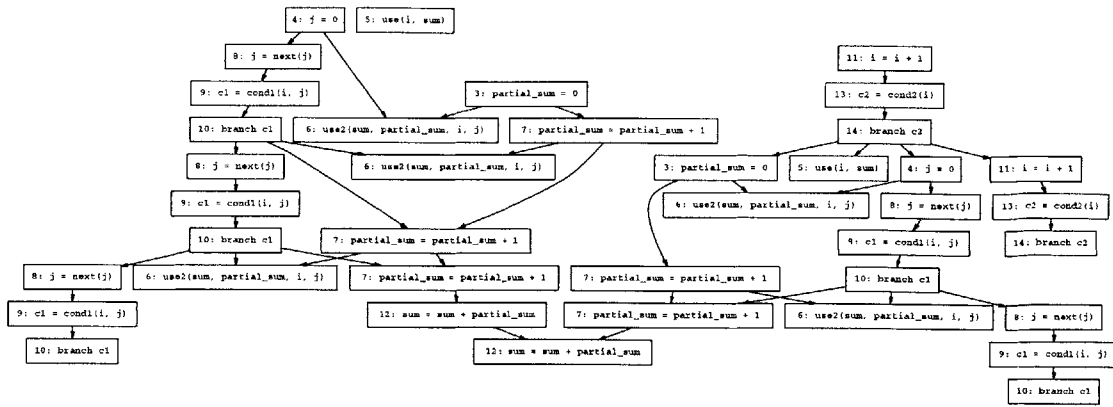 4: j = 0
5: use(i, sum)
8: j = next(j)
11: i = i + 1
9: c1 = cond1(i, j)
3: partial_sum = 0
13: c2 = cond2(i)
10: branch c1
6: use2(sum, partial_sum, i, j)
7: partial_sum = partial_sum + 1
14: branch c2
8: j = next(j)
6: use2(sum, partial_sum, i, j)
3: partial_sum = 0
5: use(i, sum)
4: j = 0
11: i = i + 1
9: c1 = cond1(i, j)
6: use2(sum, partial_sum, i, j)
8: j = next(j)
13: c2 = cond2(i)
10: branch c1
7: partial_sum = partial_sum + 1
9: c1 = cond1(i, j)
14: branch c2
8: j = next(j)
6: use2(sum, partial_sum, i, j)
7: partial_sum = partial_sum + 1
7: partial_sum = partial_sum + 1
10: branch c1
9: c1 = cond1(i, j)
12: sum = sum + partial_sum
7: partial_sum = partial_sum + 1
6: use2(sum, partial_sum, i, j)
8: j = next(j)
10: branch c1
12: sum = sum + partial_sum
9: c1 = cond1(i, j)
10: branch c1